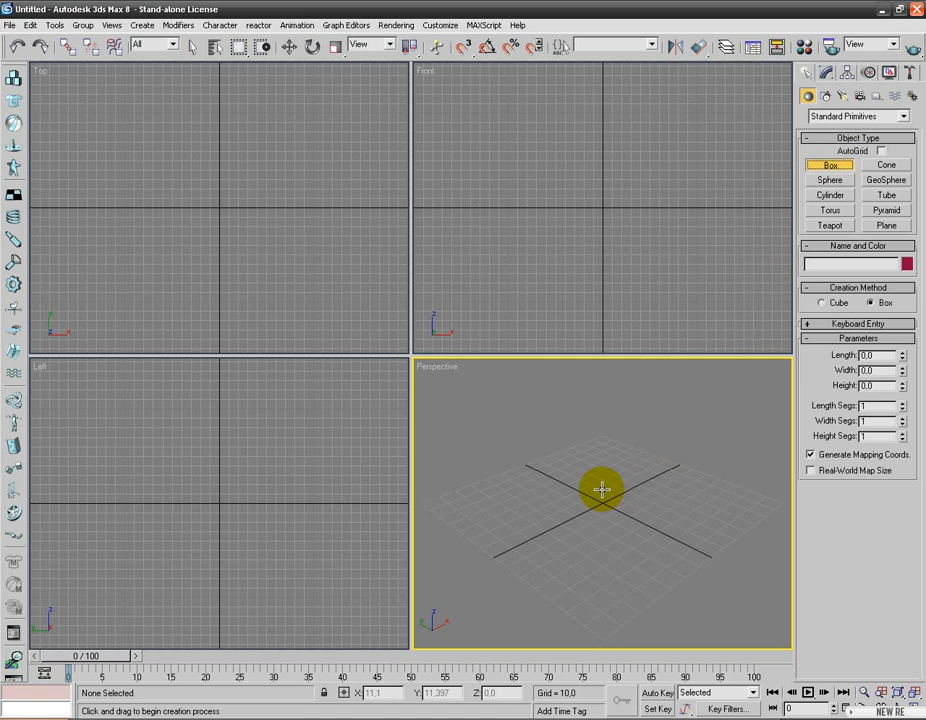 Untitled - Autodesk 3ds Max 8 - Stand-alone License
File Edit Tools Group Views Create Modifiers Character reactor Animation Graph Editors Rendering Customize MAXScript Help
All View View
Top Front
Standard Primitives
- Object Type
AutoGrid
Box Cone
Sphere GeoSphere
Cylinder Tube
Torus Pyramid
Teapot Plane
- Name and Color
- Creation Method
Cube Box
+ Keyboard Entry
- Parameters
Length: 0,0
Width: 0,0
Height: 0,0
Length Segs: 1
Width Segs: 1
Height Segs: 1
Generate Mapping Coords.
Real-World Map Size
y x z
z x
Left Perspective
z y x
z y x
< 0 / 100 >
0 5 10 15 20 25 30 35 40 45 50 55 60 65 70 75 80 85 90 95 100
None Selected X: 11,1 Y: 11,397 Z: 0,0 Grid = 10,0 Auto Key Selected
Click and drag to begin creation process Add Time Tag Set Key Key Filters... 0 NEW RE